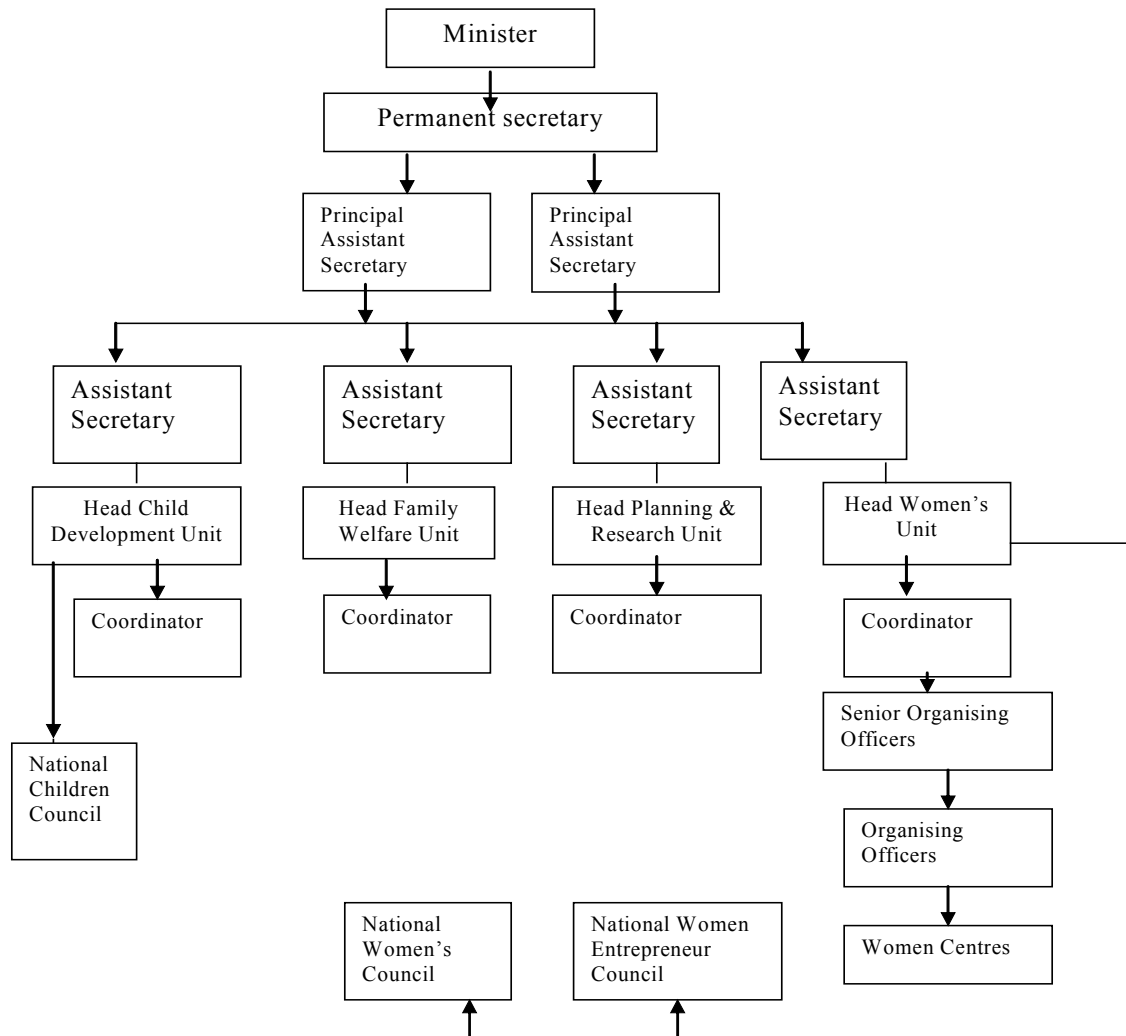 Minister
Permanent secretary
Principal
Assistant
Secretary
Principal
Assistant
Secretary
Assistant
Secretary
Assistant
Secretary
Assistant
Secretary
Assistant
Secretary
Head Child
Development Unit
Head Family
Welfare Unit
Head Planning &
Research Unit
Head Women's
Unit
Coordinator
Coordinator
Coordinator
Coordinator
Senior Organising
Officers
National
Children
Council
Organising
Officers
National
Women's
Council
National Women
Entrepreneur
Council
Women Centres